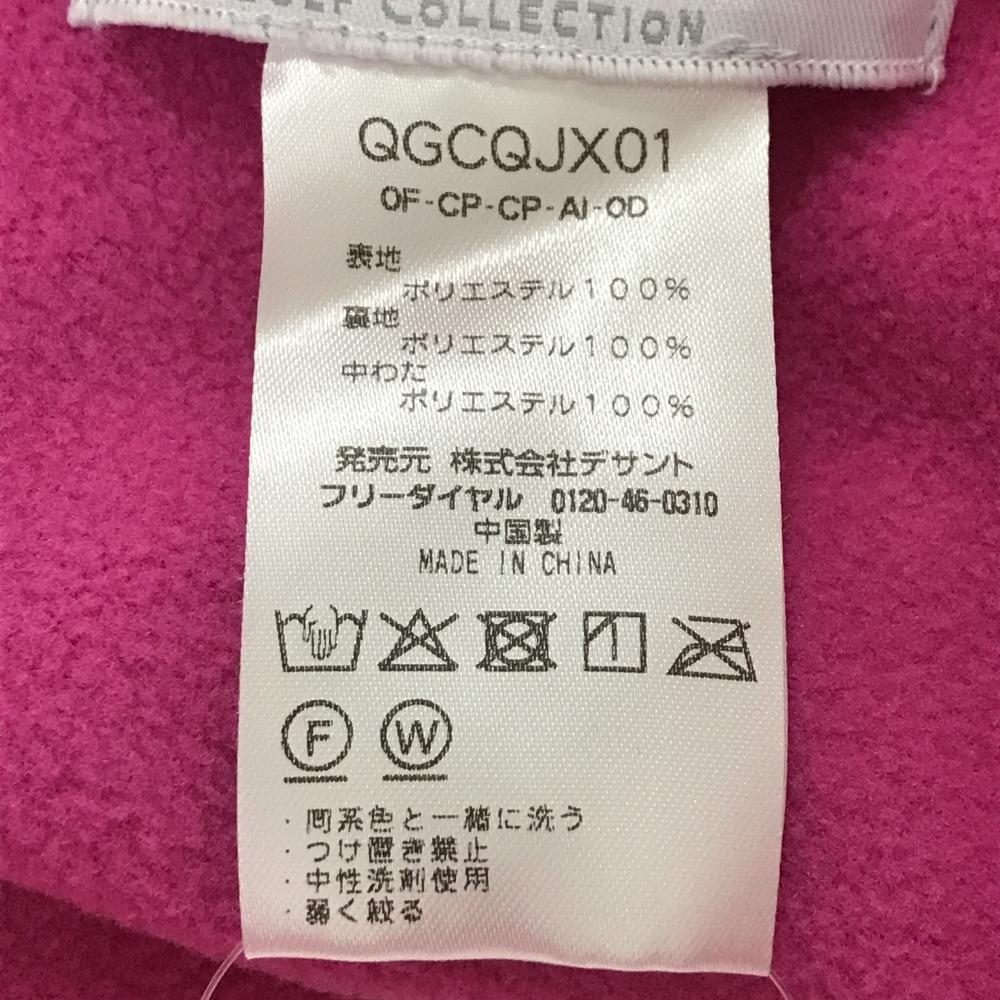 GOLF COLLECTION
QGCQJX01
OF-CP-CP-AI-OD
表地
ポリエステル100%
裏地
ポリエステル100%
中わた
ポリエステル100%
発売元 株式会社デサント
フリーダイヤル 0120-46-0310
中国製
MADE IN CHINA
F W
・同系色と一緒に洗う
・つけ置き禁止
・中性洗剤使用
・弱く絞る